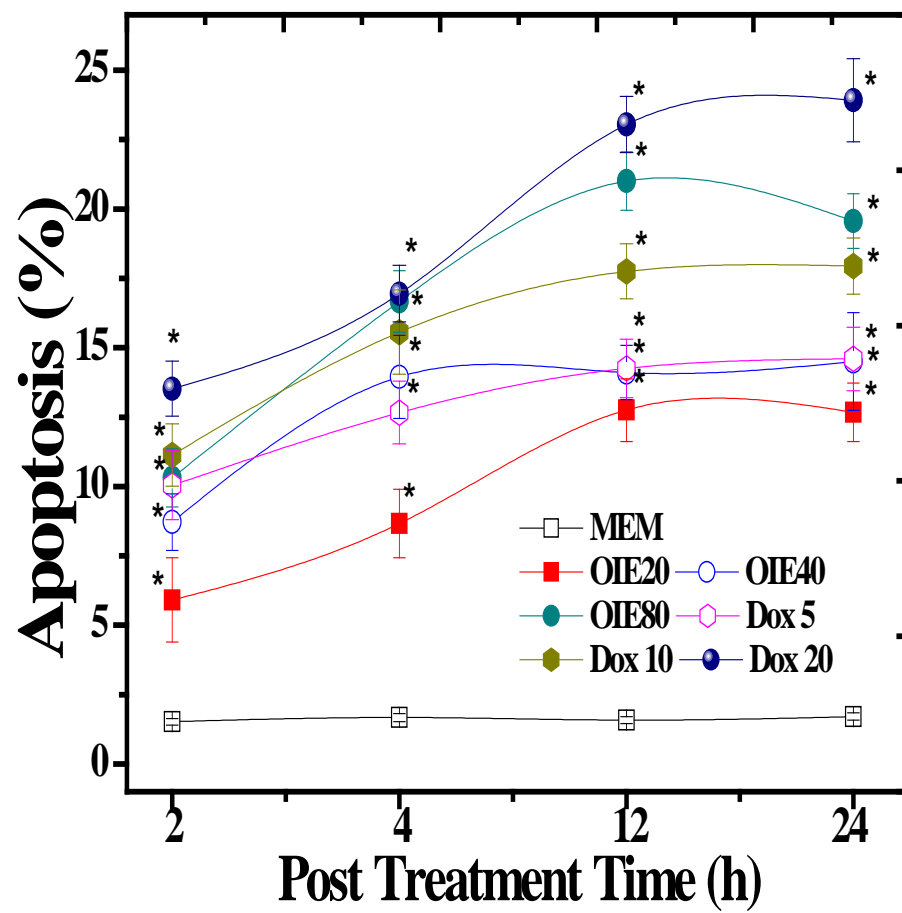 Apoptosis (%)
25
20
15
10
5
0
* * * * *
* * * * *
* * * * * *
* * * * * *
MEM
OIE20 OIE40
OIE80 Dox 5
Dox 10 Dox 20
2 4 12 24
Post Treatment Time (h)